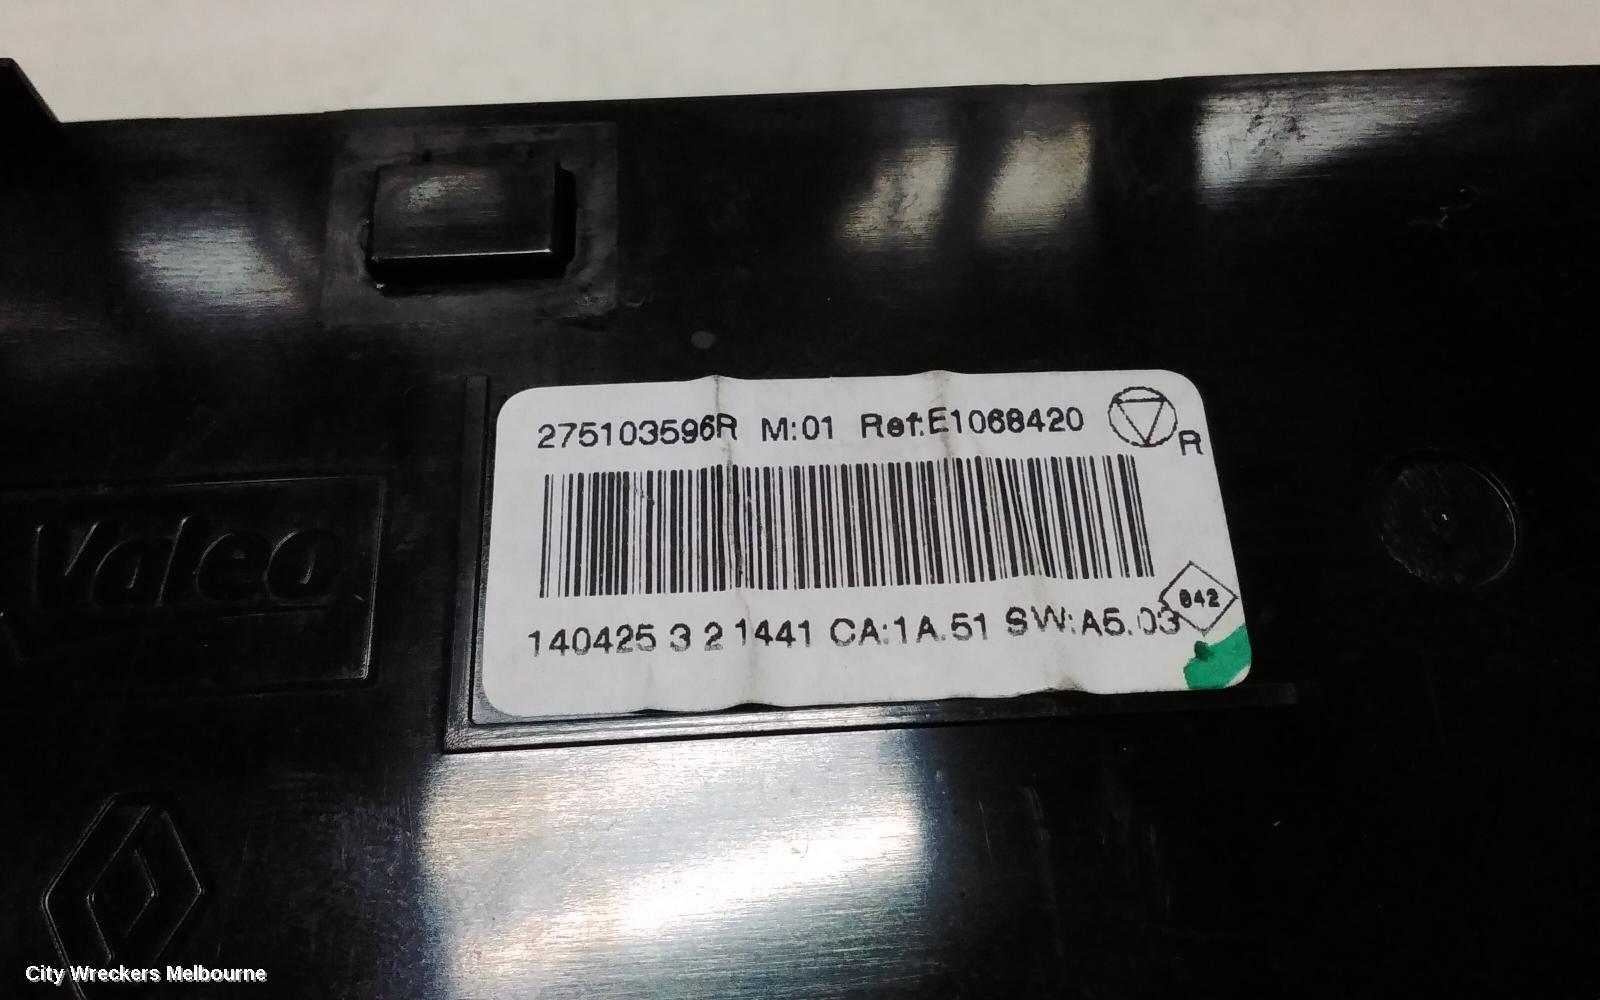 275103596R M:01 Ref:E1068420
R
Valeo
042
140425 3 2 1441 CA:1A.51 SW:A5.03
City Wreckers Melbourne